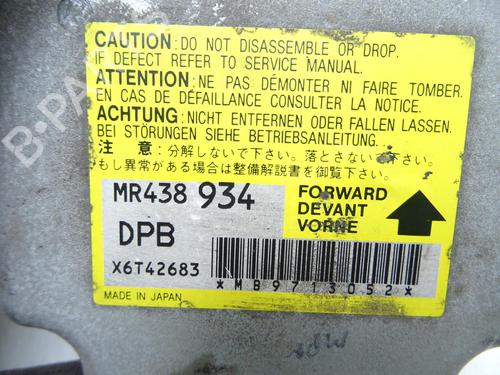 CAUTION: DO NOT DISASSEMBLE OR DROP.
IF DEFECT REFER TO SERVICE MANUAL.
ATTENTION: NE PAS DÉMONTER NI FAIRE TOMBER.
EN CAS DE DÉFAILLANCE CONSULTER LA NOTICE.
ACHTUNG: NICHT ENTFERNEN ODER FALLEN LASSEN.
BEI STÖRUNGEN SIEHE BETRIEBSANLEITUNG.
注 意:分解しないで下さい。落とさないで下さい。
もし異常がある場合は整備解説書を御覧下さい。
MR438 934
FORWARD
DEVANT
VORNE
DPB
X6T42683
*MB9713052*
MADE IN JAPAN